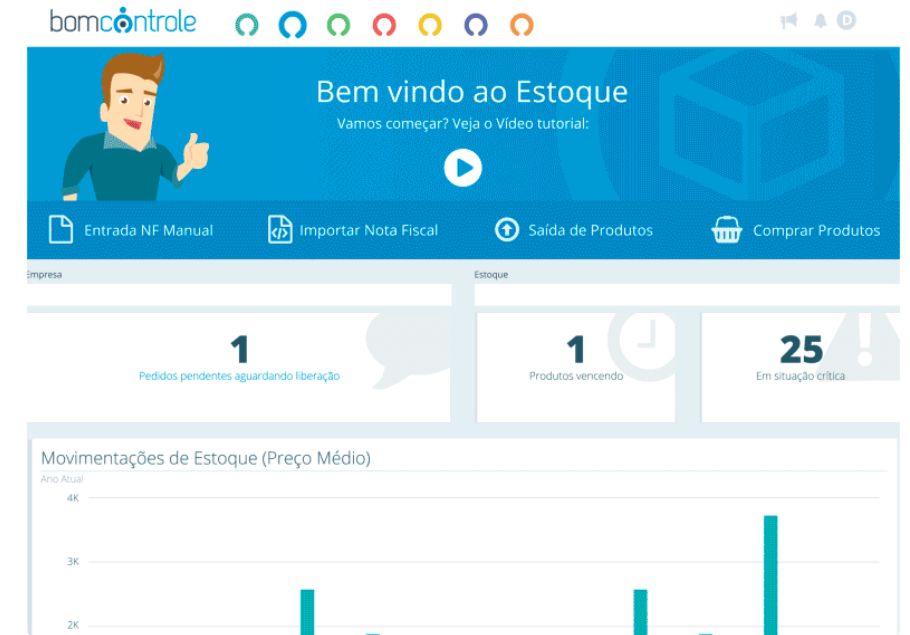 bomcontrole
D
Bem vindo ao Estoque
Vamos começar? Veja o Vídeo tutorial:
Entrada NF Manual
Importar Nota Fiscal
Saída de Produtos
Comprar Produtos
Empresa
Estoque
1
Pedidos pendentes aguardando liberação
1
Produtos vencendo
25
Em situação crítica
Movimentações de Estoque (Preço Médio)
Ano Atual
4K
3K
2K